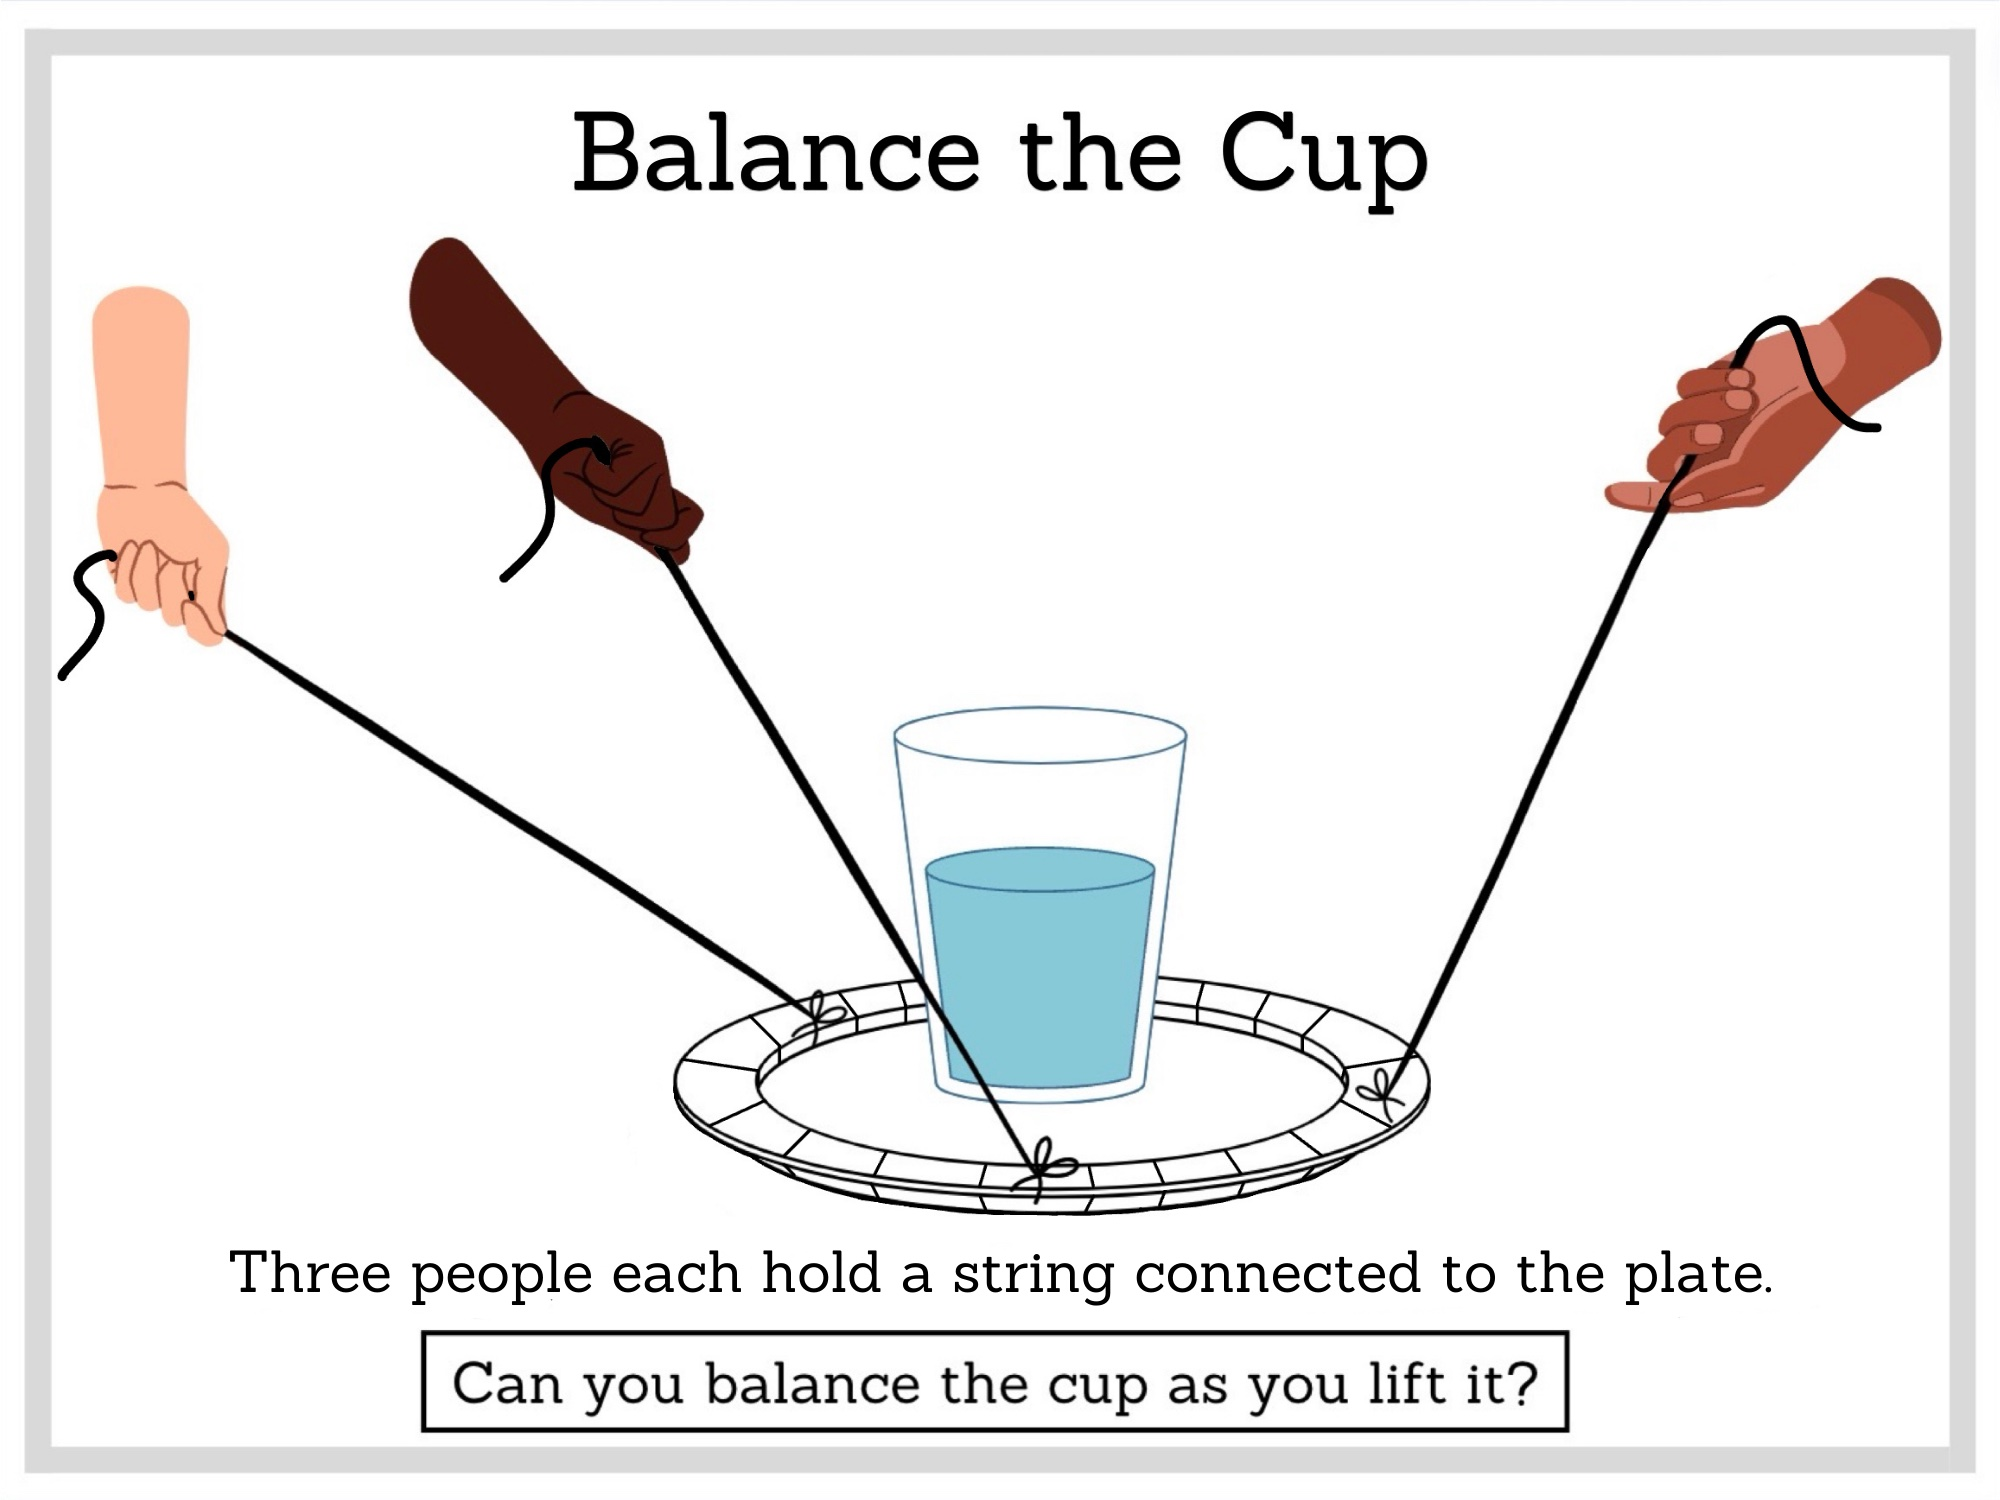 Balance the Cup
Three people each hold a string connected to the plate.
Can you balance the cup as you lift it?